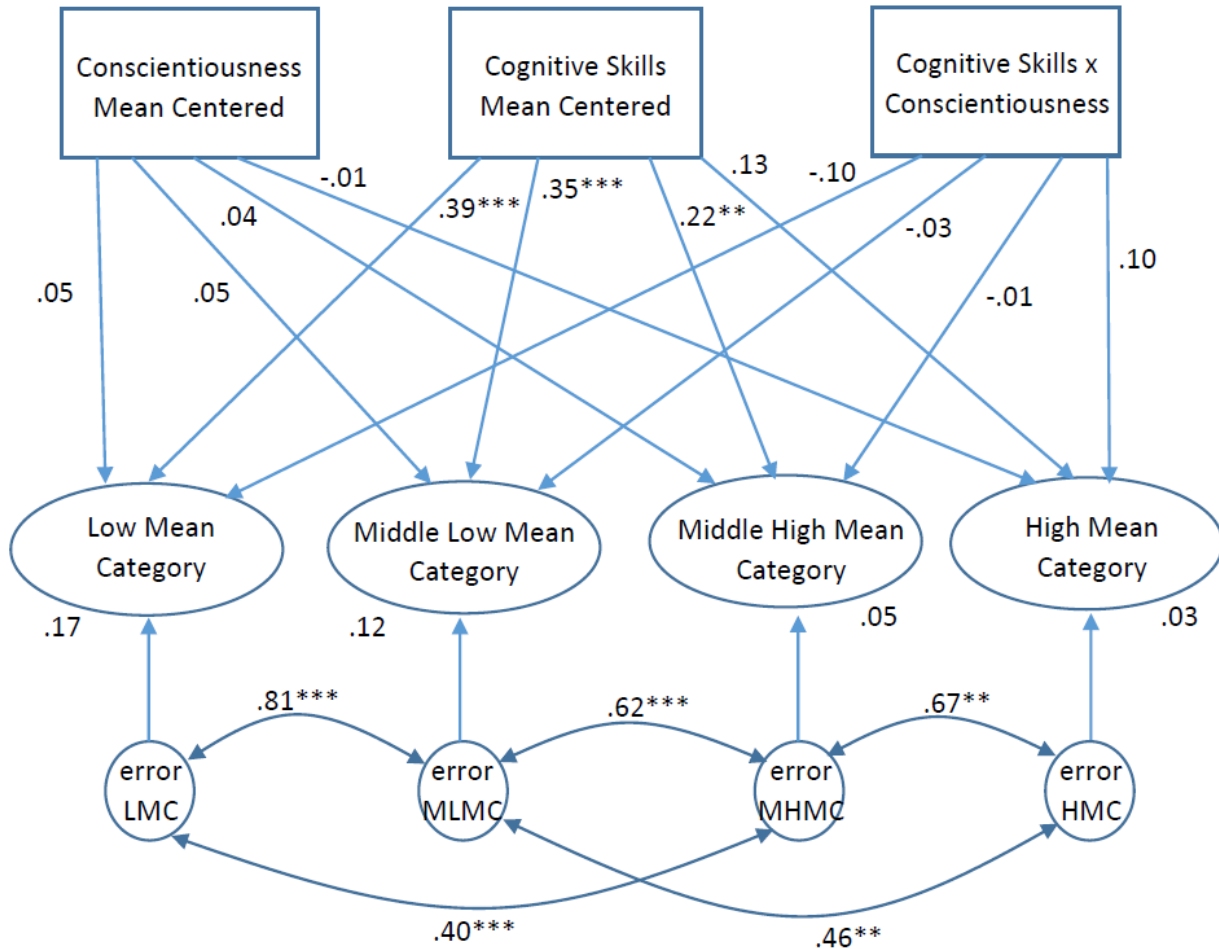 Conscientiousness
Mean Centered
Cognitive Skills
Mean Centered
Cognitive Skills x
Conscientiousness
-.01
.13
-.10
.04
.39***
.35***
.22**
-.03
.05
.05
-.01
.10
Low Mean
Category
Middle Low Mean
Category
Middle High Mean
Category
High Mean
Category
.17
.12
.05
.03
.81***
.62***
.67**
error
LMC
error
MLMC
error
MHMC
error
HMC
.40***
.46**